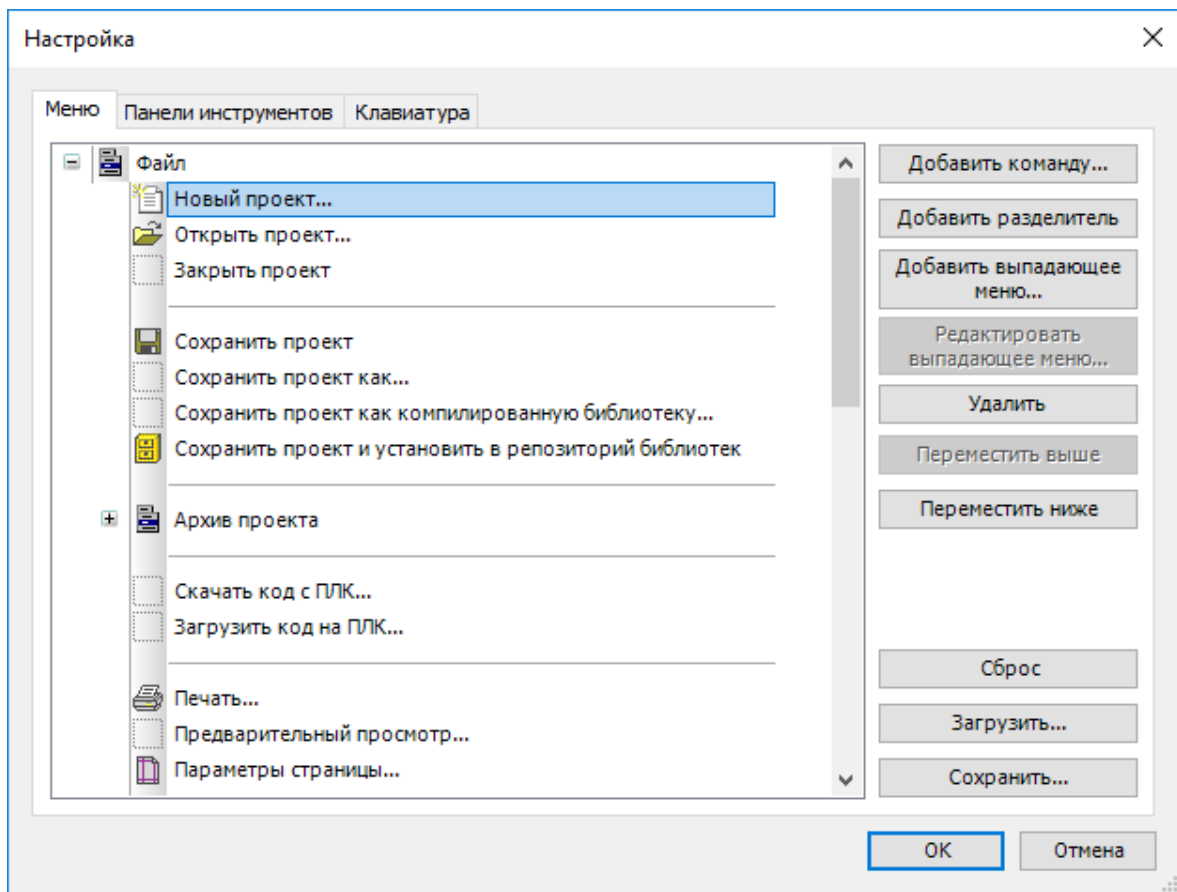 Настройка
Меню
Панели инструментов
Клавиатура
Файл
Новый проект...
Открыть проект...
Закрыть проект
Сохранить проект
Сохранить проект как...
Сохранить проект как компилированную библиотеку...
Сохранить проект и установить в репозиторий библиотек
Архив проекта
Скачать код с ПЛК...
Загрузить код на ПЛК...
Печать...
Предварительный просмотр...
Параметры страницы...
Добавить команду...
Добавить разделитель
Добавить выпадающее
меню...
Редактировать
выпадающее меню...
Удалить
Переместить выше
Переместить ниже
Сброс
Загрузить...
Сохранить...
ОК
Отмена